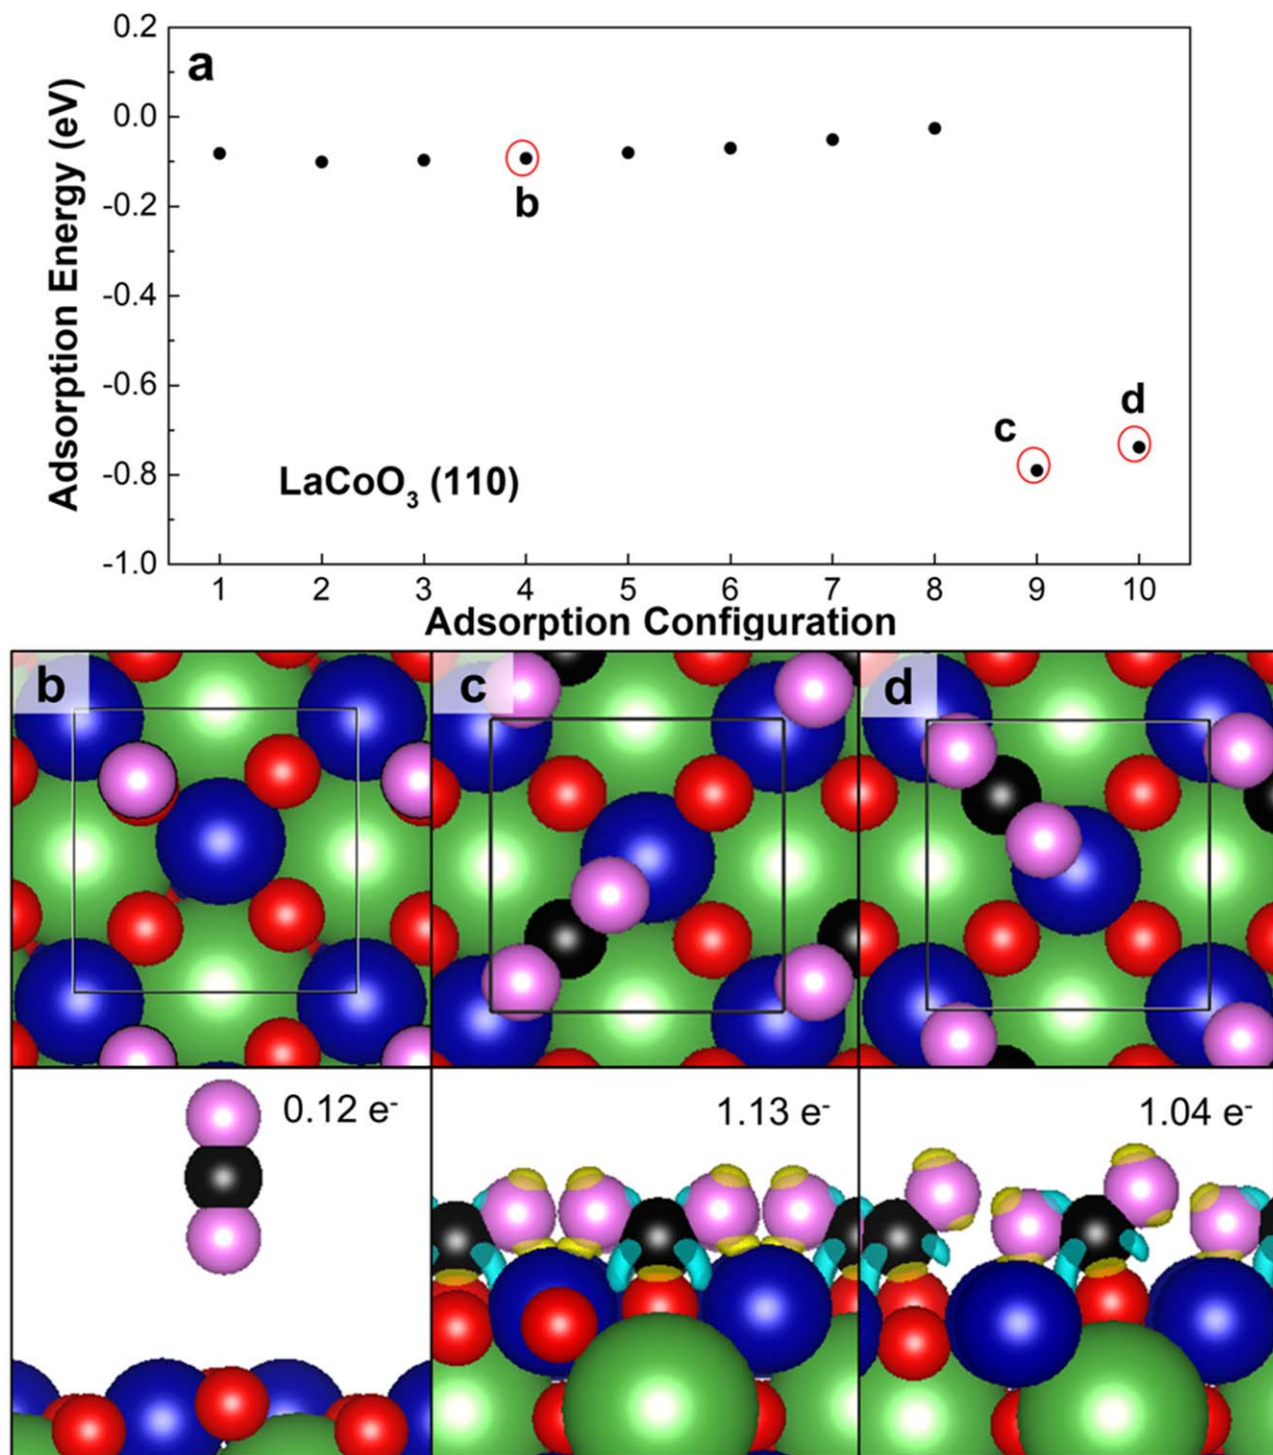 a
0.2
0.0
-0.2
-0.4
-0.6
-0.8
-1.0
Adsorption Energy (eV)
b
c
d
LaCoO₃ (110)
1 2 3 4 5 6 7 8 9 10
Adsorption Configuration
b c d
0.12 e⁻ 1.13 e⁻ 1.04 e⁻